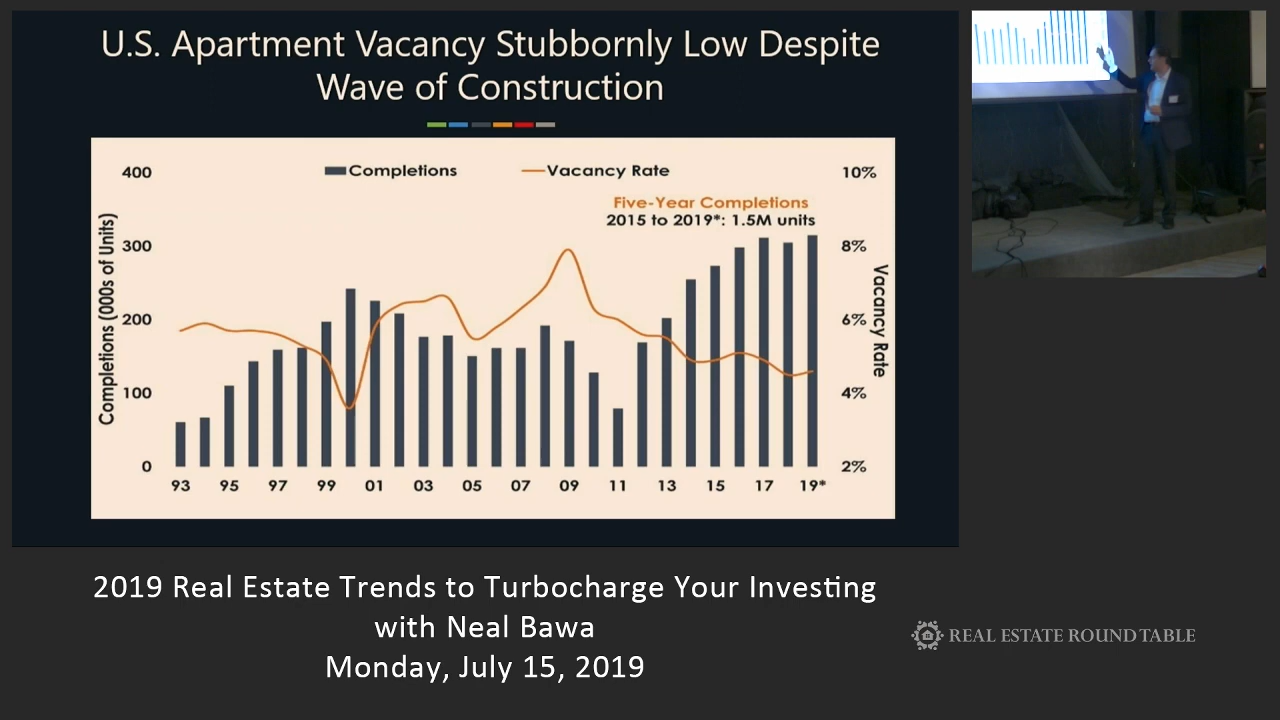 U.S. Apartment Vacancy Stubbornly Low Despite
Wave of Construction
400
Completions
Vacancy Rate
10%
Five-Year Completions
2015 to 2019*: 1.5M units
300
8%
200
6%
100
4%
0
2%
Completions (000s of Units)
Vacancy Rate
93 95 97 99 01 03 05 07 09 11 13 15 17 19*
2019 Real Estate Trends to Turbocharge Your Investing
with Neal Bawa
Monday, July 15, 2019
REAL ESTATE ROUND TABLE